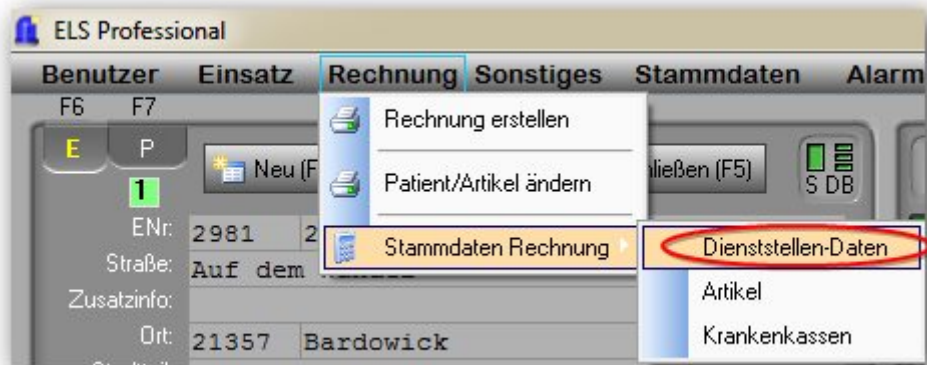 ELS Professional
Benutzer Einsatz Rechnung Sonstiges Stammdaten Alarm
F6 F7
Rechnung erstellen
E P
Neu (F
ließen (F5)
S DB
Patient/Artikel ändern
1
ENr: 2981 2
Stammdaten Rechnung
Dienststellen-Daten
Straße: Auf dem
Artikel
Zusatzinfo:
Krankenkassen
Ort: 21357 Bardowick